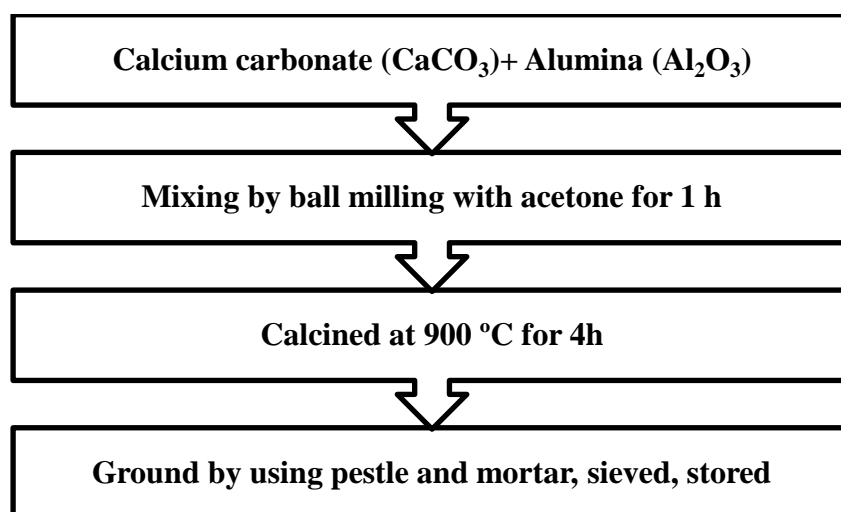 Calcium carbonate (CaCO₃)+ Alumina (Al₂O₃)
Mixing by ball milling with acetone for 1 h
Calcined at 900 ºC for 4h
Ground by using pestle and mortar, sieved, stored